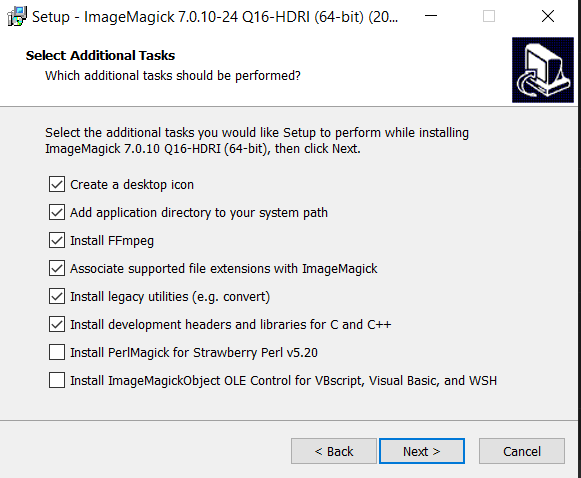 Setup - ImageMagick 7.0.10-24 Q16-HDRI (64-bit) (20...
Select Additional Tasks
Which additional tasks should be performed?
Select the additional tasks you would like Setup to perform while installing
ImageMagick 7.0.10 Q16-HDRI (64-bit), then click Next.
Create a desktop icon
Add application directory to your system path
Install FFmpeg
Associate supported file extensions with ImageMagick
Install legacy utilities (e.g. convert)
Install development headers and libraries for C and C++
Install PerlMagick for Strawberry Perl v5.20
Install ImageMagickObject OLE Control for VBscript, Visual Basic, and WSH
< Back
Next >
Cancel